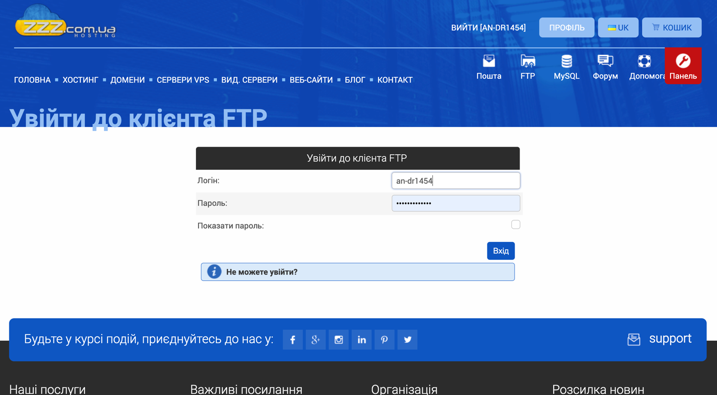 zzz.com.ua
HOSTING
ВИЙТИ [AN-DR1454]
ПРОФІЛЬ
UK
КОШИК
ГОЛОВНА
ХОСТИНГ
ДОМЕНИ
СЕРВЕРИ VPS
ВИД. СЕРВЕРИ
ВЕБ-САЙТИ
БЛОГ
КОНТАКТ
Пошта
FTP
MySQL
Форум
Допомога
Панель
Увійти до клієнта FTP
Увійти до клієнта FTP
Логін:
an-dr1454
Пароль:
•••••••••••••
Показати пароль:
Вхід
Не можете увійти?
Будьте у курсі подій, приєднуйтесь до нас у:
support
Наші послуги
Важливі посилання
Організація
Розсилка новин